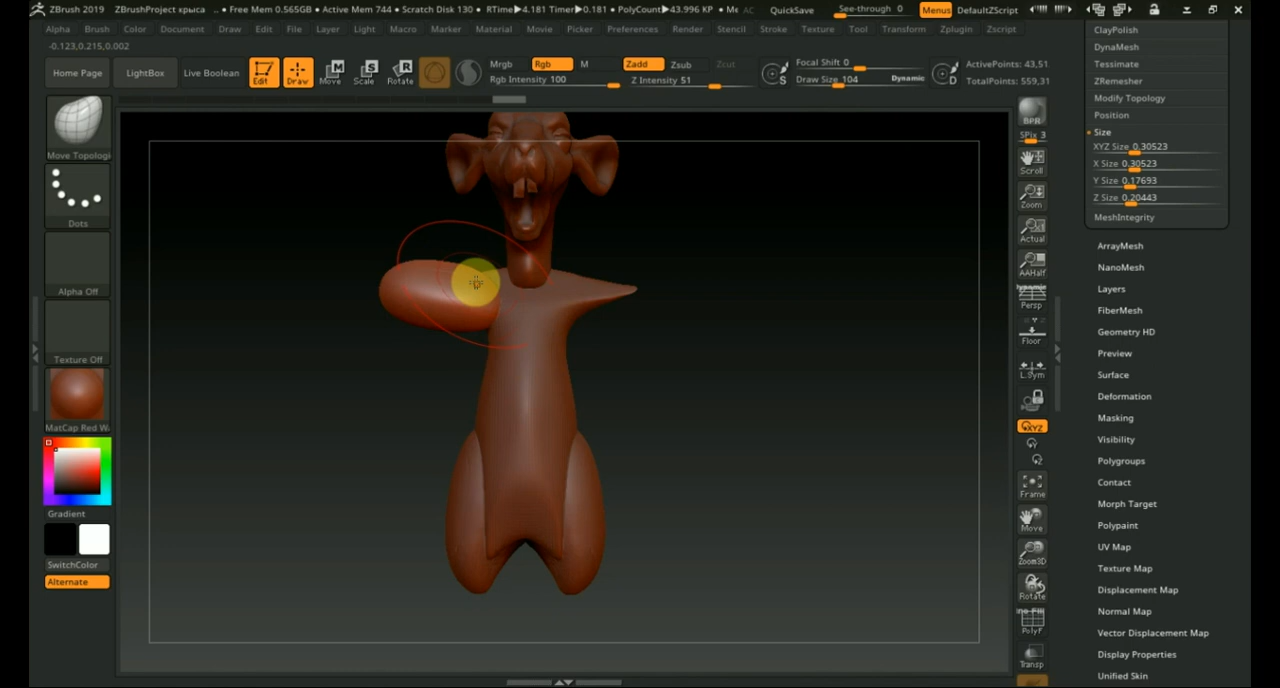 ZBrush 2019 ZBrushProject крыса .. • Free Mem 0.565GB • Active Mem 744 • Scratch Disk 130 • RTime▶4.181 Timer▶0.181 • PolyCount▶43.996 KP • Me AC QuickSave See-through 0 Menus DefaultZScript
Alpha Brush Color Document Draw Edit File Layer Light Macro Marker Material Movie Picker Preferences Render Stencil Stroke Texture Tool Transform Zplugin Zscript
-0.123,0.215,0.002
Home Page LightBox Live Boolean Edit Draw Move Scale Rotate
Mrgb Rgb M Zadd Zsub Zcut
Rgb Intensity 100 Z Intensity 51
Focal Shift 0
Draw Size 104 Dynamic
ActivePoints: 43,51
TotalPoints: 559,31
Move Topologi
Dots
Alpha Off
Texture Off
MatCap Red Wa
Gradient
SwitchColor
Alternate
BPR
SPix 3
Scroll
Zoom
Actual
AAHalf
Dynamic
Persp
Floor
L.Sym
XYZ
Frame
Move
Zoom3D
Rotate
Line Fill
PolyF
Transp
ClayPolish
DynaMesh
Tessimate
ZRemesher
Modify Topology
Position
Size
XYZ Size 0.30523
X Size 0.30523
Y Size 0.17693
Z Size 0.20443
MeshIntegrity
ArrayMesh
NanoMesh
Layers
FiberMesh
Geometry HD
Preview
Surface
Deformation
Masking
Visibility
Polygroups
Contact
Morph Target
Polypaint
UV Map
Texture Map
Displacement Map
Normal Map
Vector Displacement Map
Display Properties
Unified Skin